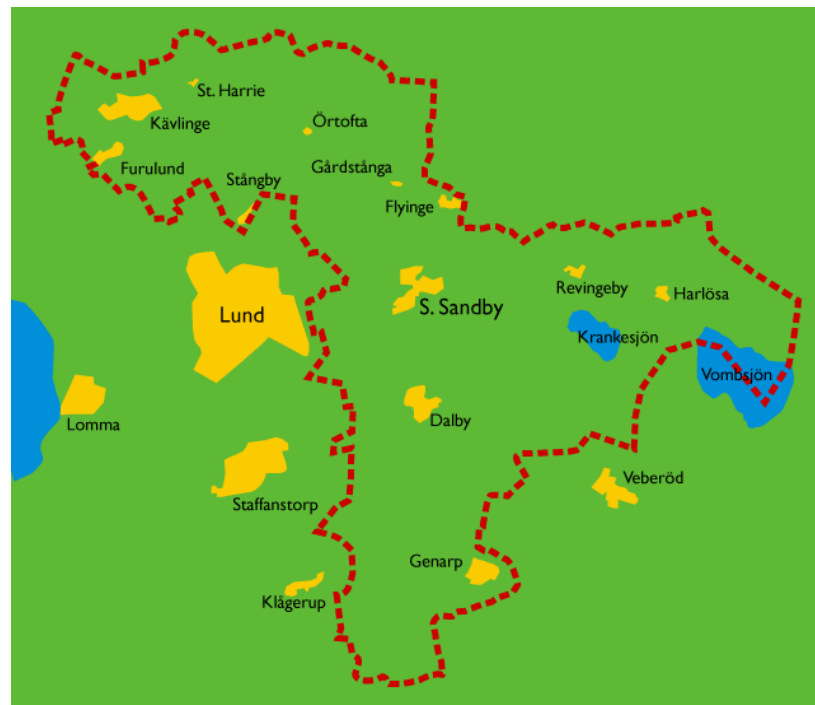 St. Harrie
Kävlinge
Örtofta
Furulund
Gårdstånga
Stångby
Flyinge
Revingeby
Harlösa
Lund
S. Sandby
Krankesjön
Vombsjön
Lomma
Dalby
Veberöd
Staffanstorp
Genarp
Klågerup